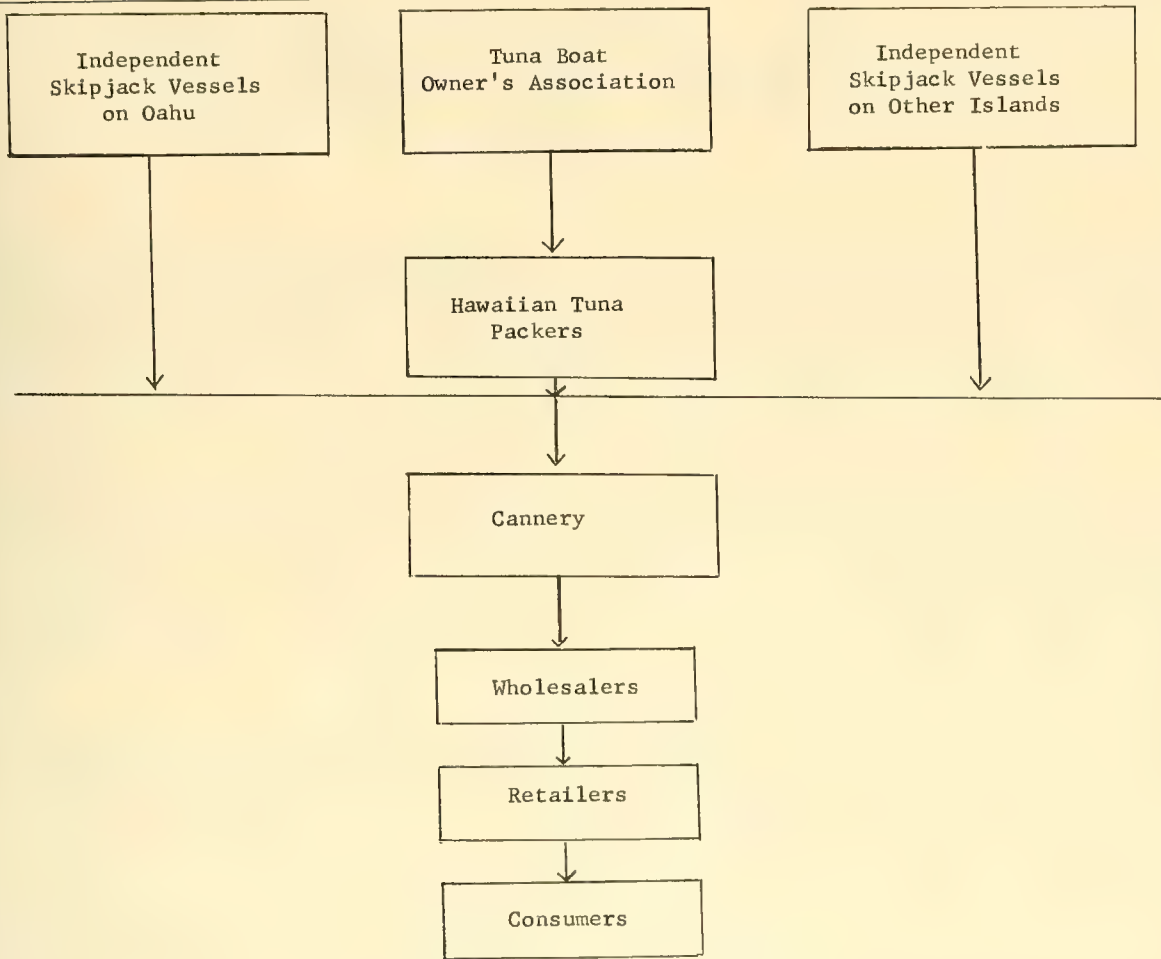 Independent
Skipjack Vessels
on Oahu
Tuna Boat
Owner's Association
Independent
Skipjack Vessels
on Other Islands
Hawaiian Tuna
Packers
Cannery
Wholesalers
Retailers
Consumers